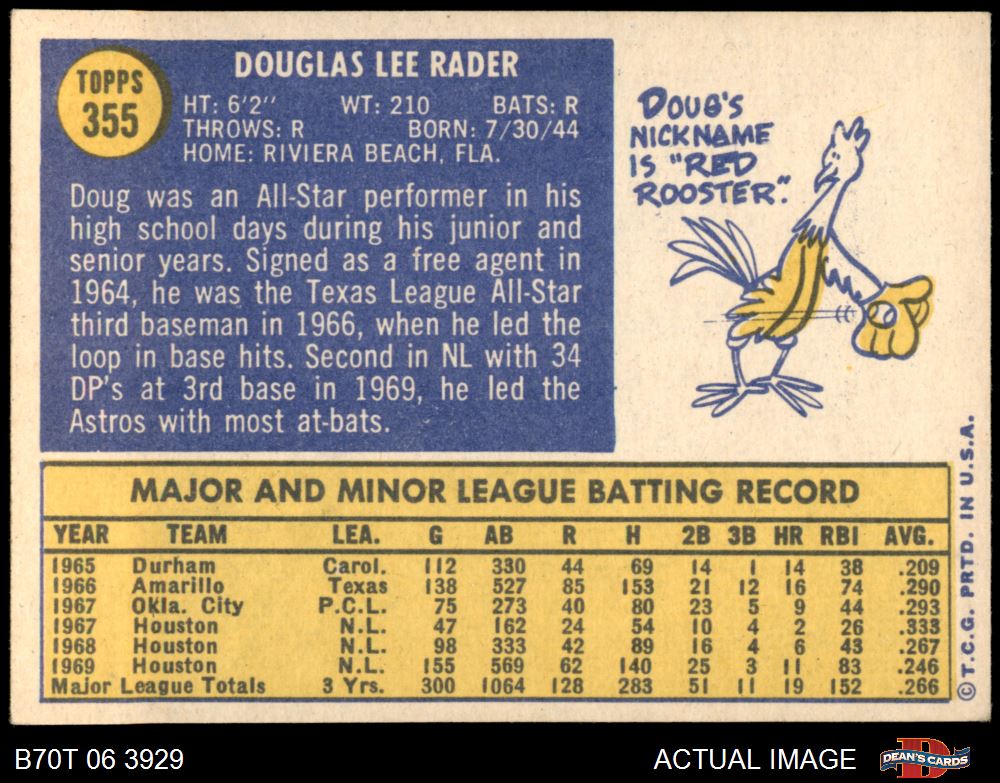 TOPPS
355
DOUGLAS LEE RADER
HT: 6'2" WT: 210 BATS: R
THROWS: R BORN: 7/30/44
HOME: RIVIERA BEACH, FLA.
Doug was an All-Star performer in his
high school days during his junior and
senior years. Signed as a free agent in
1964, he was the Texas League All-Star
third baseman in 1966, when he led the
loop in base hits. Second in NL with 34
DP's at 3rd base in 1969, he led the
Astros with most at-bats.
DOUG'S
NICKNAME
IS "RED
ROOSTER".
MAJOR AND MINOR LEAGUE BATTING RECORD
YEAR TEAM LEA. G AB R H 2B 3B HR RBI AVG.
1965 Durham Carol. 112 330 44 69 14 1 14 38 .209
1966 Amarillo Texas 138 527 85 153 21 12 16 74 .290
1967 Okla. City P.C.L. 75 273 40 80 23 5 9 44 .293
1967 Houston N.L. 47 162 24 54 10 4 2 26 .333
1968 Houston N.L. 98 333 42 89 16 4 6 43 .267
1969 Houston N.L. 155 569 62 140 25 3 11 83 .246
Major League Totals 3 Yrs. 300 1064 128 283 51 11 19 152 .266
© T.C.G. PRTD. IN U.S.A.
B70T 06 3929
ACTUAL IMAGE
D
DEAN'S CARDS